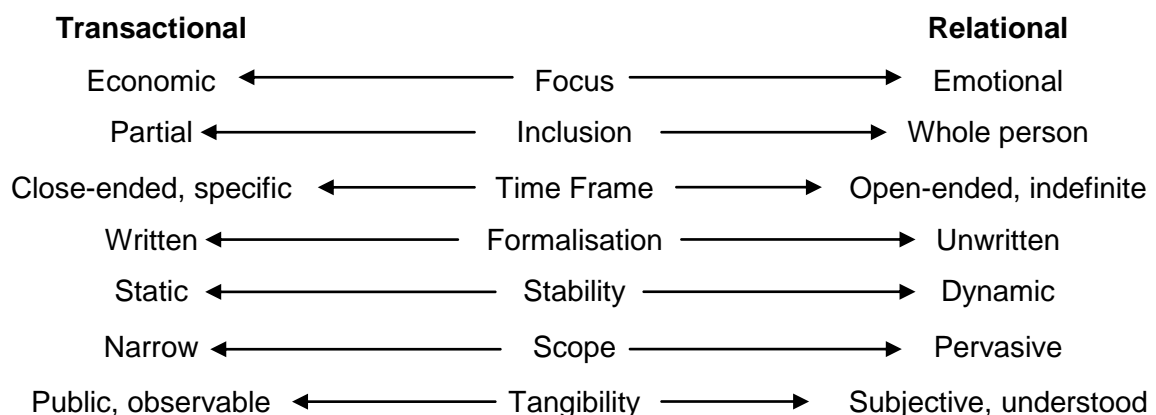 Transactional Relational
Economic Focus Emotional
Partial Inclusion Whole person
Close-ended, specific Time Frame Open-ended, indefinite
Written Formalisation Unwritten
Static Stability Dynamic
Narrow Scope Pervasive
Public, observable Tangibility Subjective, understood